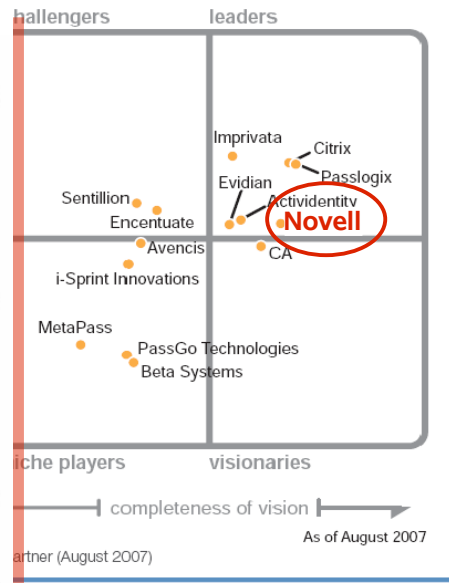 hallengers leaders
Imprivata
Citrix
Passlogix
Evidian
Actividentity
Sentillion
Novell
Encentuate
Avencis
CA
i-Sprint Innovations
MetaPass
PassGo Technologies
Beta Systems
iche players visionaries
completeness of vision
As of August 2007
artner (August 2007)